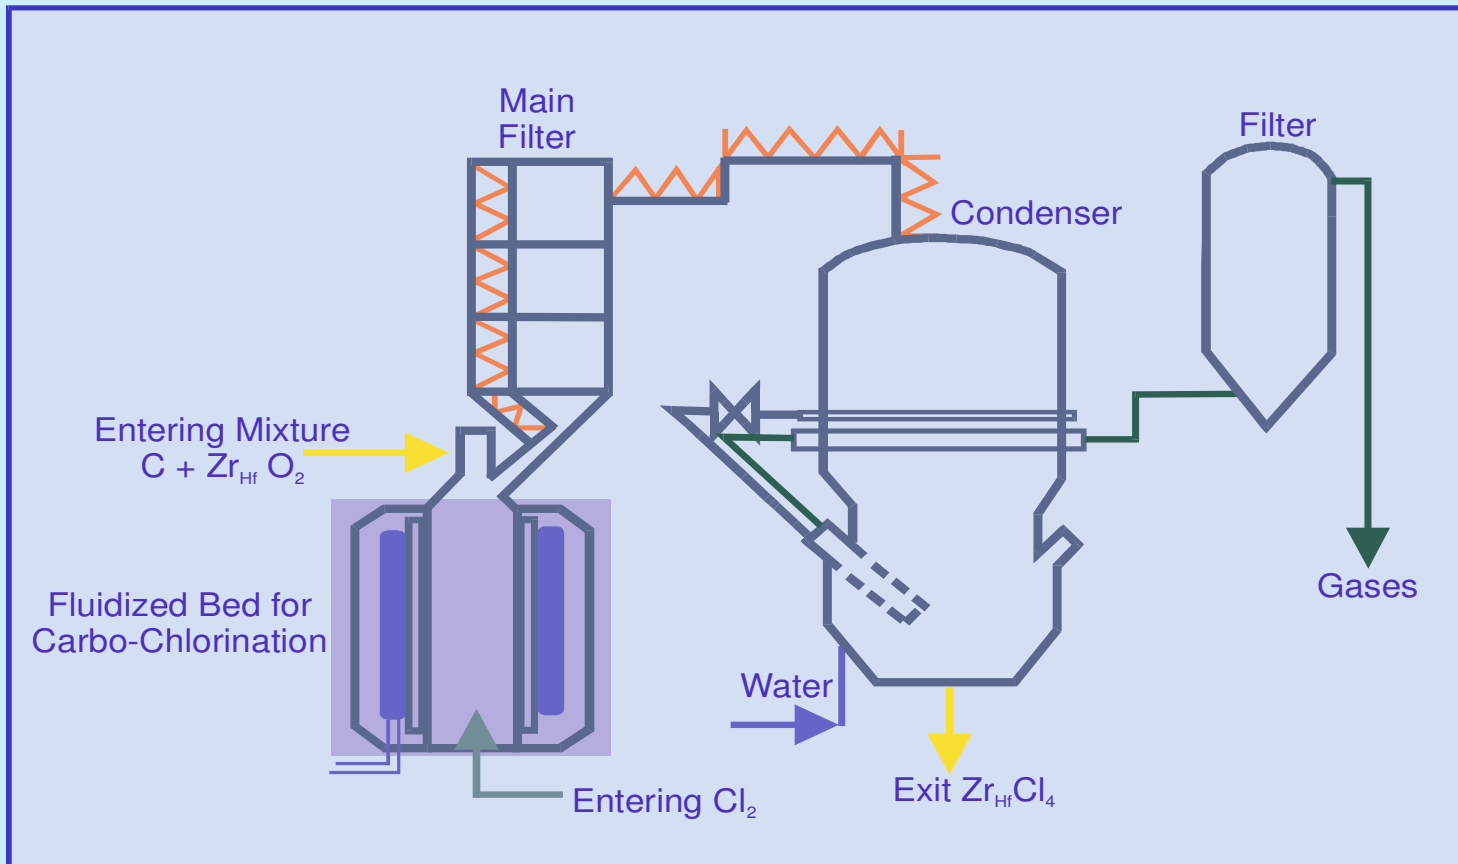 Main
Filter
Filter
Condenser
Entering Mixture
C + ZrHf O2
Fluidized Bed for
Carbo-Chlorination
Gases
Water
Entering Cl2
Exit ZrHfCl4